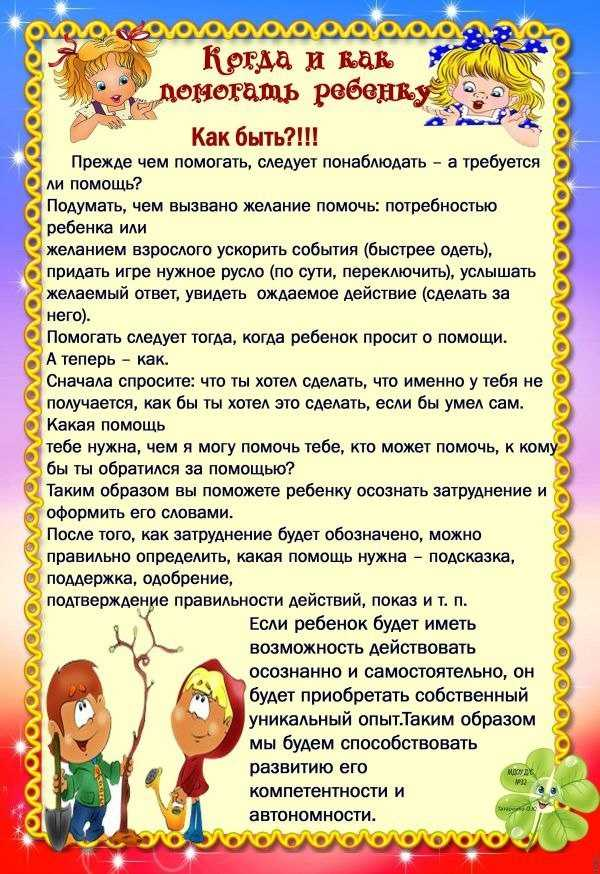 Когда и как
помогать ребенку
Как быть?!!!
Прежде чем помогать, следует понаблюдать – а требуется
ли помощь?
Подумать, чем вызвано желание помочь: потребностью
ребенка или
желанием взрослого ускорить события (быстрее одеть),
придать игре нужное русло (по сути, переключить), услышать
желаемый ответ, увидеть ождаемое действие (сделать за
него).
Помогать следует тогда, когда ребенок просит о помощи.
А теперь – как.
Сначала спросите: что ты хотел сделать, что именно у тебя не
получается, как бы ты хотел это сделать, если бы умел сам.
Какая помощь
тебе нужна, чем я могу помочь тебе, кто может помочь, к кому
бы ты обратился за помощью?
Таким образом вы поможете ребенку осознать затруднение и
оформить его словами.
После того, как затруднение будет обозначено, можно
правильно определить, какая помощь нужна – подсказка,
поддержка, одобрение,
подтверждение правильности действий, показ и т. п.
Если ребенок будет иметь
возможность действовать
осознанно и самостоятельно, он
будет приобретать собственный
уникальный опыт.Таким образом
мы будем способствовать
развитию его
компетентности и
автономности.
МДОУ Д/С
№32